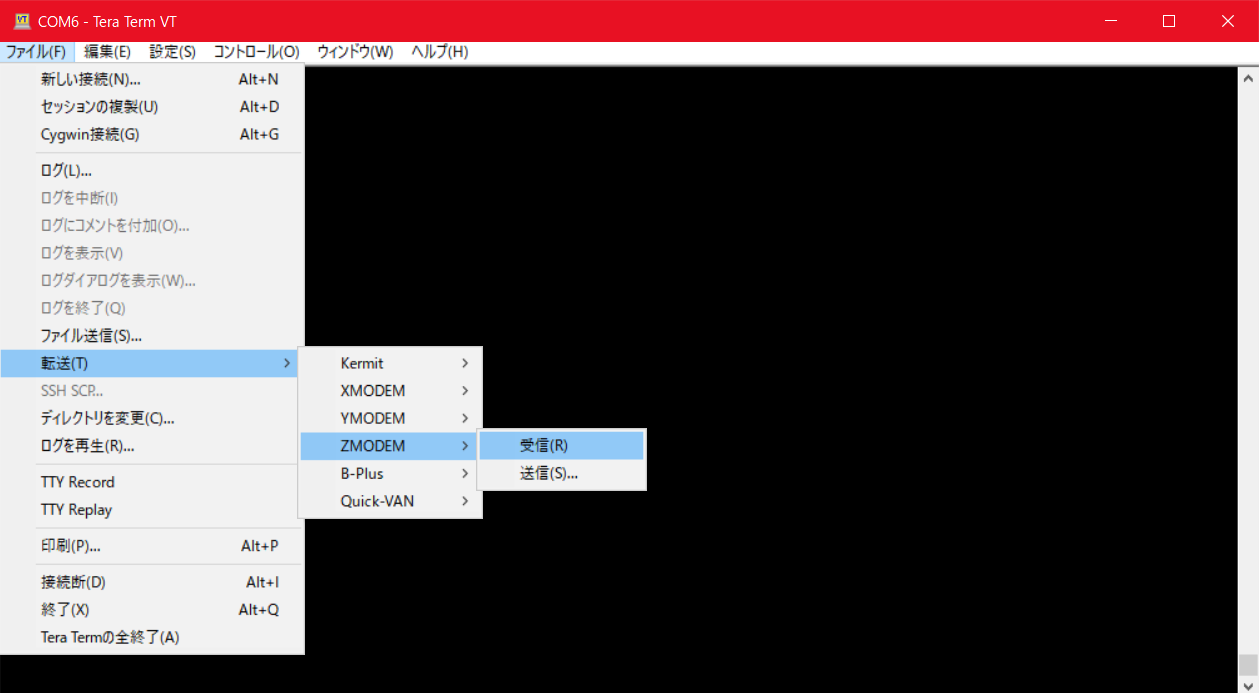 COM6 - Tera Term VT
ファイル(F) 編集(E) 設定(S) コントロール(O) ウィンドウ(W) ヘルプ(H)
新しい接続(N)... Alt+N
セッションの複製(U) Alt+D
Cygwin接続(G) Alt+G
ログ(L)...
ログを中断(I)
ログにコメントを付加(O)...
ログを表示(V)
ログダイアログを表示(W)...
ログを終了(Q)
ファイル送信(S)...
転送(T)
SSH SCP...
ディレクトリを変更(C)...
ログを再生(R)...
TTY Record
TTY Replay
印刷(P)... Alt+P
接続断(D) Alt+I
終了(X) Alt+Q
Tera Termの全終了(A)
Kermit
XMODEM
YMODEM
ZMODEM
B-Plus
Quick-VAN
受信(R)
送信(S)...